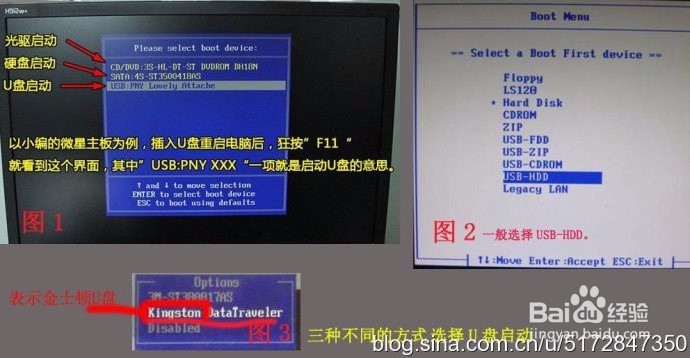 HSG w+
光驱启动
硬盘启动
U盘启动
Please select boot device:
CD/DVD:3S-HL-DT-ST DVDROM DH18N
SATA:4S-ST3500418AS
USB:PNY Lovely Attache
以小编的微星主板为例，插入U盘重启电脑后，狂按”F11“
就看到这个界面，其中”USB:PNY XXX“一项就是启动U盘的意思。
↑ and ↓ to move selection
ENTER to select boot device
ESC to boot using defaults
图 1
Boot Menu
== Select a Boot First device ==
Floppy
LS120
• Hard Disk
CDROM
ZIP
USB-FDD
USB-ZIP
USB-CDROM
USB-HDD
Legacy LAN
图 2 一般选择 USB-HDD。
↑↓:Move Enter:Accept ESC:Exit
表示金士顿U盘
Options
3M-ST380817AS
Kingston DataTraveler
Disabled
图 3
三种不同的方式 选择 U 盘启动
Baidu 经验
jingyan.baidu.com
blog.sina.com.cn/u/5172847350